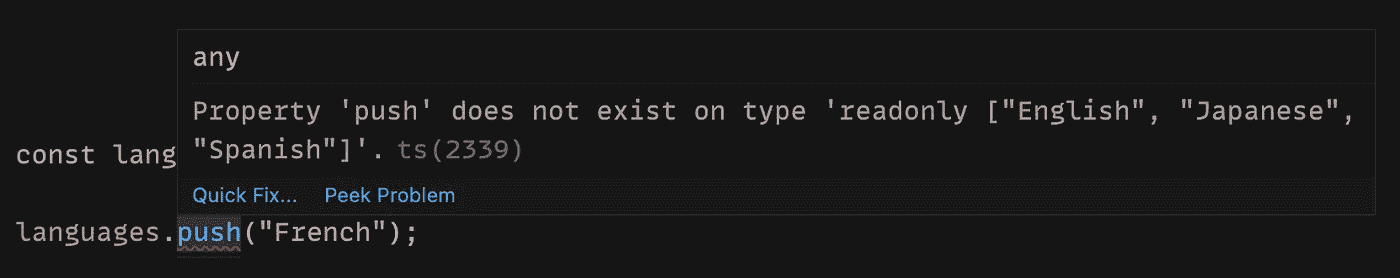 any
Property 'push' does not exist on type 'readonly ["English", "Japanese",
"Spanish"]'. ts(2339)
const lang
Quick Fix... Peek Problem
languages.push("French");